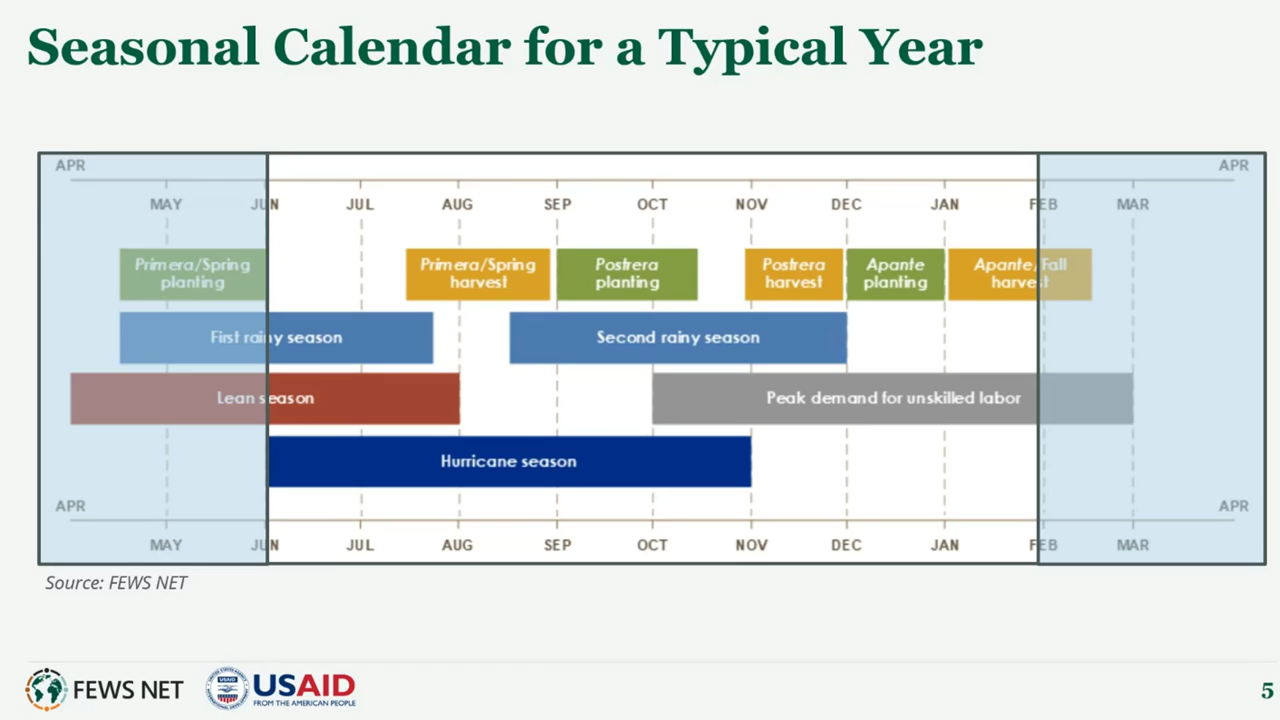 Seasonal Calendar for a Typical Year
APR APR
MAY JUN JUL AUG SEP OCT NOV DEC JAN FEB MAR
Primera/Spring
planting
Primera/Spring
harvest
Postrera
planting
Postrera
harvest
Apante
planting
Apante/Fall
harvest
First rainy season
Second rainy season
Lean season
Peak demand for unskilled labor
Hurricane season
APR APR
MAY JUN JUL AUG SEP OCT NOV DEC JAN FEB MAR
Source: FEWS NET
FEWS NET
USAID
FROM THE AMERICAN PEOPLE
5